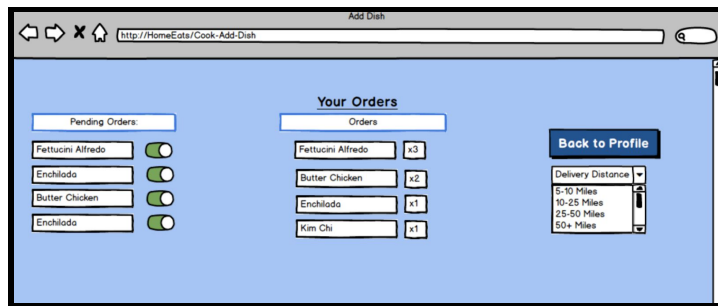 Add Dish
http://HomeEats/Cook-Add-Dish
Your Orders
Pending Orders:
Fettucini Alfredo
Enchilada
Butter Chicken
Enchilada
Orders
Fettucini Alfredo x3
Butter Chicken x2
Enchilada x1
Kim Chi x1
Back to Profile
Delivery Distance
5-10 Miles
10-25 Miles
25-50 Miles
50+ Miles